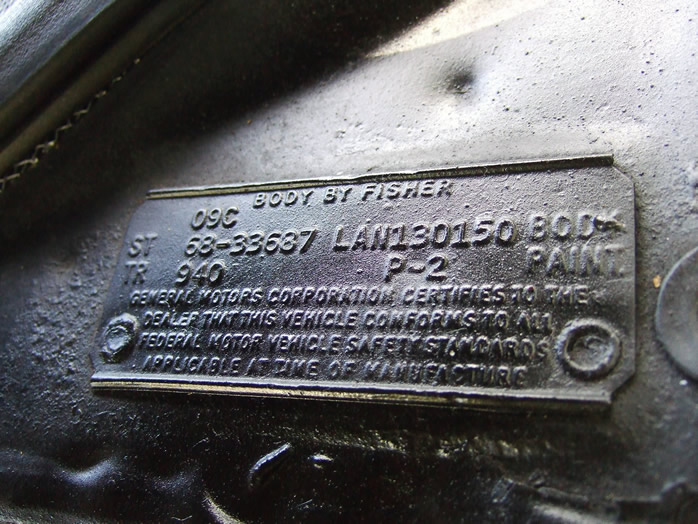 BODY BY FISHER
09C
ST 68-33687 LAN130150 BODY
TR 940 P-2 PAINT
GENERAL MOTORS CORPORATION CERTIFIES TO THE
DEALER THAT THIS VEHICLE CONFORMS TO ALL
FEDERAL MOTOR VEHICLE SAFETY STANDARDS
APPLICABLE AT TIME OF MANUFACTURE